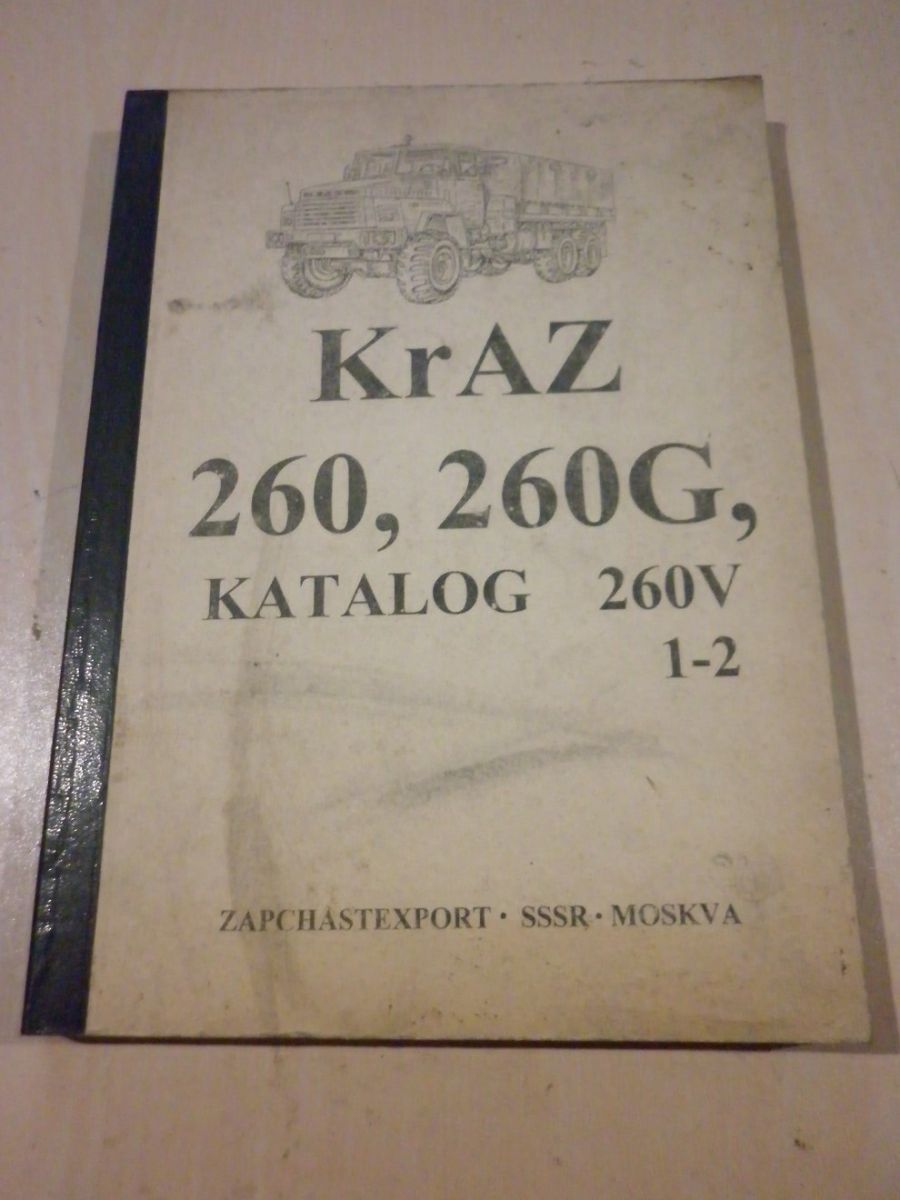 KrAZ
260, 260G,
KATALOG 260V
1-2
ZAPCHASTEXPORT · SSSR · MOSKVA